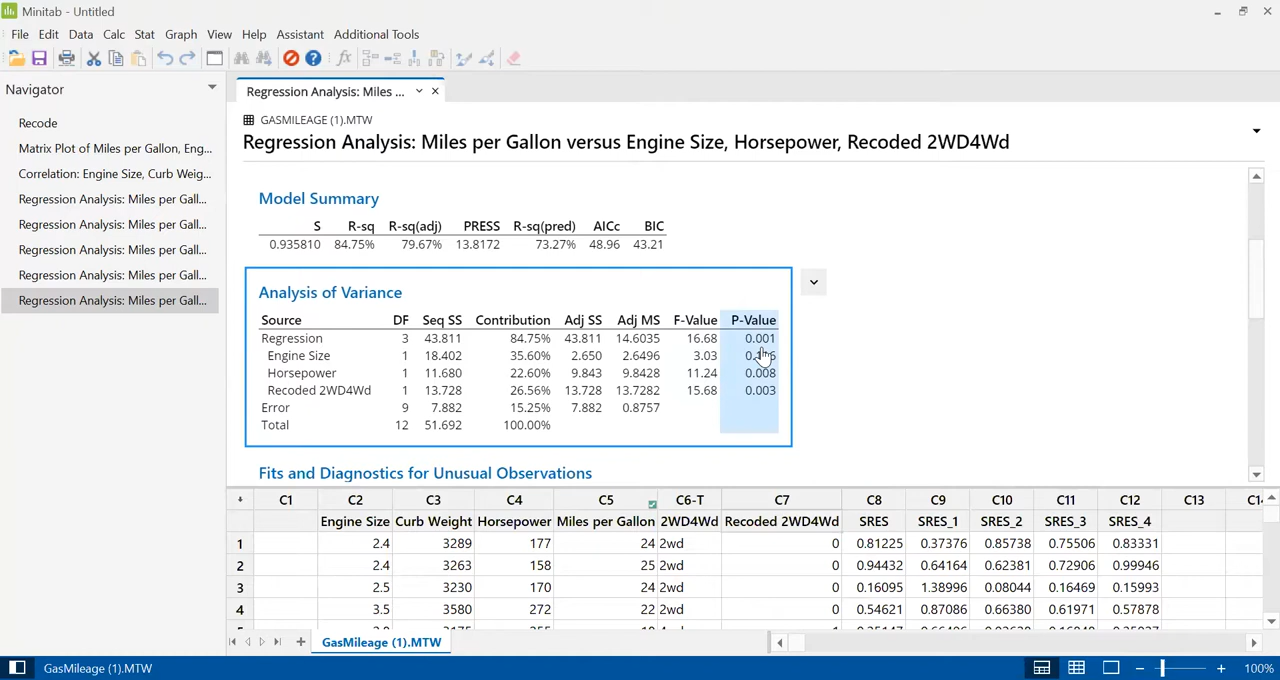 Minitab - Untitled
File Edit Data Calc Stat Graph View Help Assistant Additional Tools
Navigator
Recode
Matrix Plot of Miles per Gallon, Eng...
Correlation: Engine Size, Curb Weig...
Regression Analysis: Miles per Gall...
Regression Analysis: Miles per Gall...
Regression Analysis: Miles per Gall...
Regression Analysis: Miles per Gall...
Regression Analysis: Miles per Gall...
Regression Analysis: Miles ...
GASMILEAGE (1).MTW
Regression Analysis: Miles per Gallon versus Engine Size, Horsepower, Recoded 2WD4Wd
Model Summary
S R-sq R-sq(adj) PRESS R-sq(pred) AICc BIC
0.935810 84.75% 79.67% 13.8172 73.27% 48.96 43.21
Analysis of Variance
Source DF Seq SS Contribution Adj SS Adj MS F-Value P-Value
Regression 3 43.811 84.75% 43.811 14.6035 16.68 0.001
Engine Size 1 18.402 35.60% 2.650 2.6496 3.03
Horsepower 1 11.680 22.60% 9.843 9.8428 11.24 0.008
Recoded 2WD4Wd 1 13.728 26.56% 13.728 13.7282 15.68 0.003
Error 9 7.882 15.25% 7.882 0.8757
Total 12 51.692 100.00%
Fits and Diagnostics for Unusual Observations
C1 C2 C3 C4 C5 C6-T C7 C8 C9 C10 C11 C12 C13
Engine Size Curb Weight Horsepower Miles per Gallon 2WD4Wd Recoded 2WD4Wd SRES SRES_1 SRES_2 SRES_3 SRES_4
1 2.4 3289 177 24 2wd 0 0.81225 0.37376 0.85738 0.75506 0.83331
2 2.4 3263 158 25 2wd 0 0.94432 0.64164 0.62381 0.72906 0.99946
3 2.5 3230 170 24 2wd 0 0.16095 1.38996 0.08044 0.16469 0.15993
4 3.5 3580 272 22 2wd 0 0.54621 0.87086 0.66380 0.61971 0.57878
GasMileage (1).MTW
GasMileage (1).MTW
100%